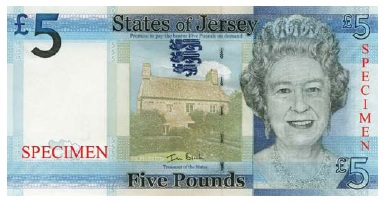 £5 States of Jersey £5
Promises to pay the bearer Five Pounds on demand
SPECIMEN
SPECIMEN
Treasurer of the States
Five Pounds £5